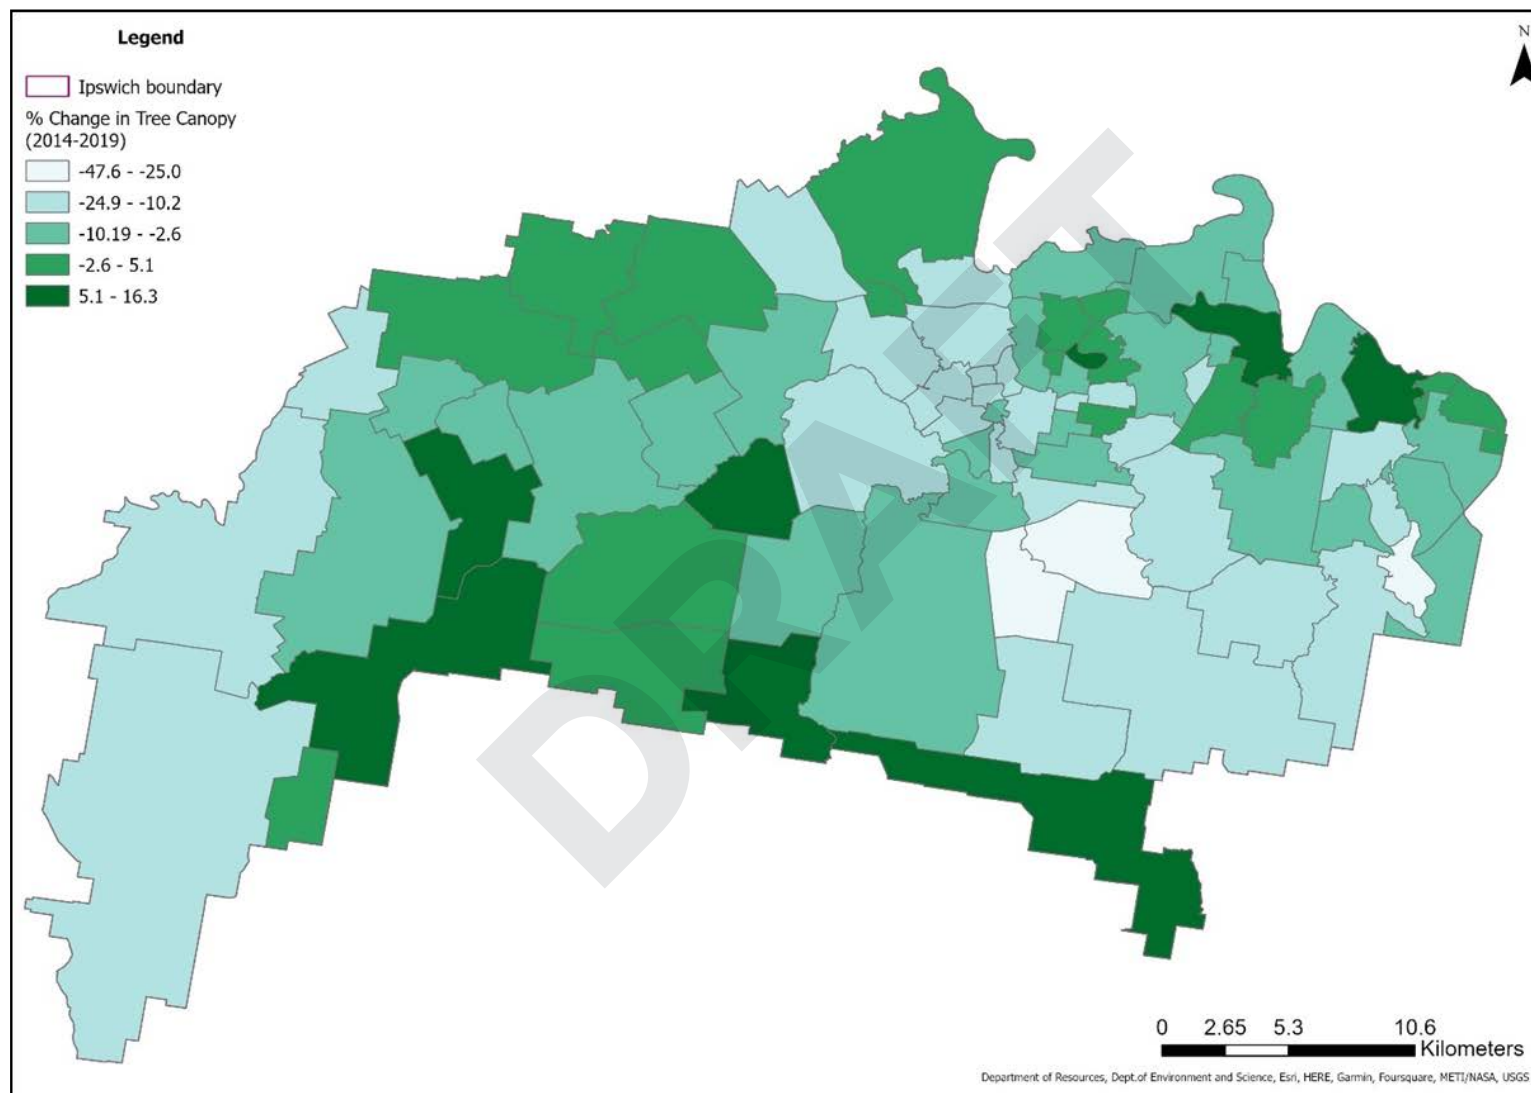 Legend
N
Ipswich boundary
% Change in Tree Canopy
(2014-2019)
-47.6 - -25.0
-24.9 - -10.2
-10.19 - -2.6
-2.6 - 5.1
5.1 - 16.3
DRAFT
0 2.65 5.3 10.6
Kilometers
Department of Resources, Dept.of Environment and Science, Esri, HERE, Garmin, Foursquare, METI/NASA, USGS